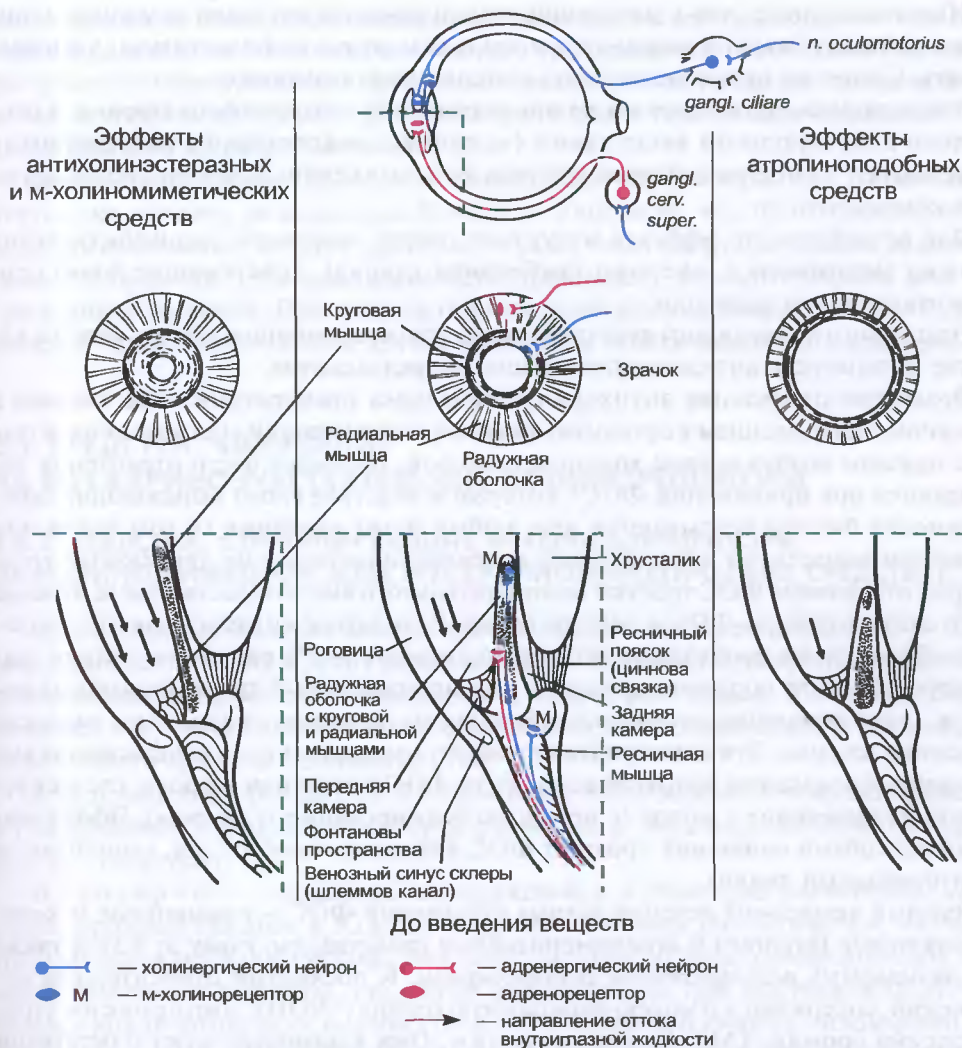 n. oculomotorius
N
gangl. ciliare
Эффекты
антихолинэстеразных
и м-холиномиметических
средств
Эффекты
атропиноподобных
средств
gangl.
cerv.
super.
Круговая
мышца
А
М
Зрачок
Радиальная
мышца
Радужная
оболочка
М
Хрусталик
Роговица
Радужная
оболочка
с круговой
и радиальной
мышцами
Передняя
камера
Фонтановы
пространства
Венозный синус склеры
(шлеммов канал)
Ресничный
поясок
(циннова
связка)
М
Задняя
камера
Ресничная
мышца
До введения веществ
— холинергический нейрон
М — м-холинорецептор
— адренергический нейрон
— адренорецептор
— направление оттока
внутриглазной жидкости